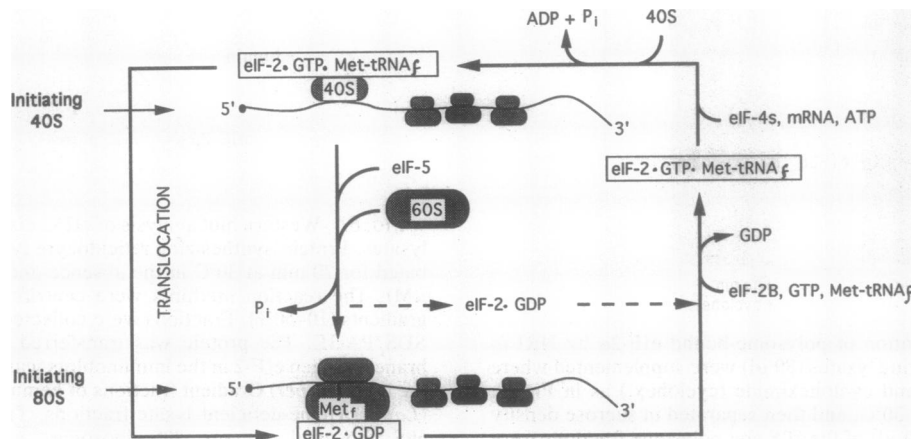 ADP + Pi
40S
eIF-2· GTP· Met-tRNAf
40S
Initiating
40S
5'
3'
eIF-4s, mRNA, ATP
eIF-5
eIF-2· GTP· Met-tRNAf
60S
TRANSLOCATION
GDP
eIF-2B, GTP, Met-tRNAf
Pi
eIF-2· GDP
Initiating
80S
5'
Metf
3'
eIF-2· GDP